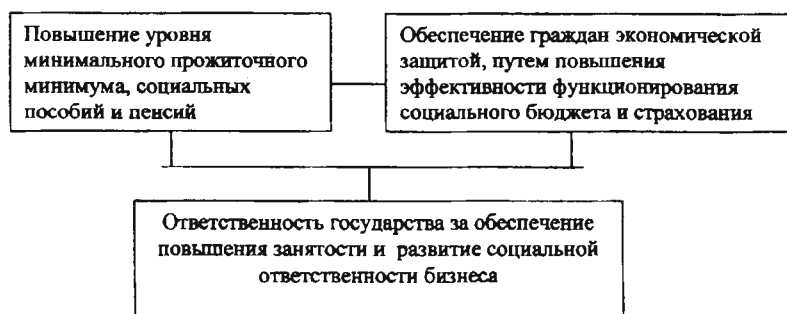 Повышение уровня
минимального прожиточного
минимума, социальных
пособий и пенсий
Обеспечение граждан экономической
защитой, путем повышения
эффективности функционирования
социального бюджета и страхования
Ответственность государства за обеспечение
повышения занятости и развитие социальной
ответственности бизнеса